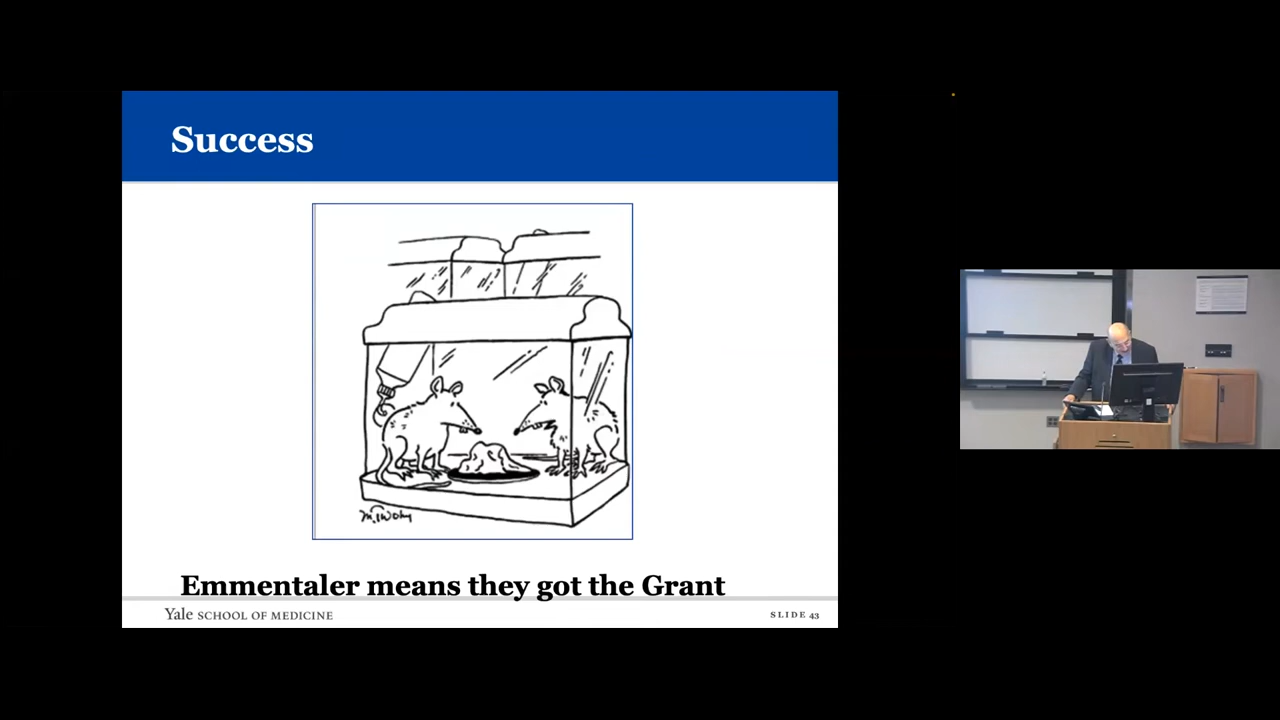 Success
Emmentaler means they got the Grant
Yale SCHOOL OF MEDICINE
SLIDE 43